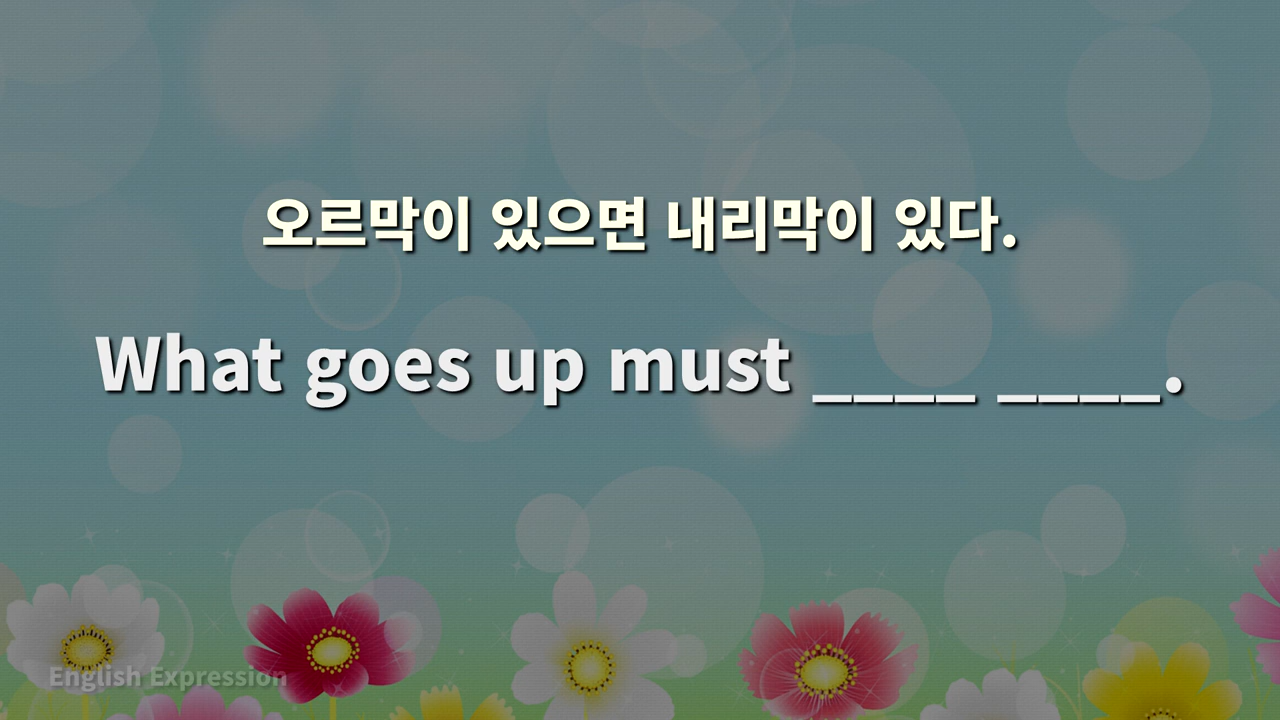 오르막이 있으면 내리막이 있다.
What goes up must ____ ____.
English Expression